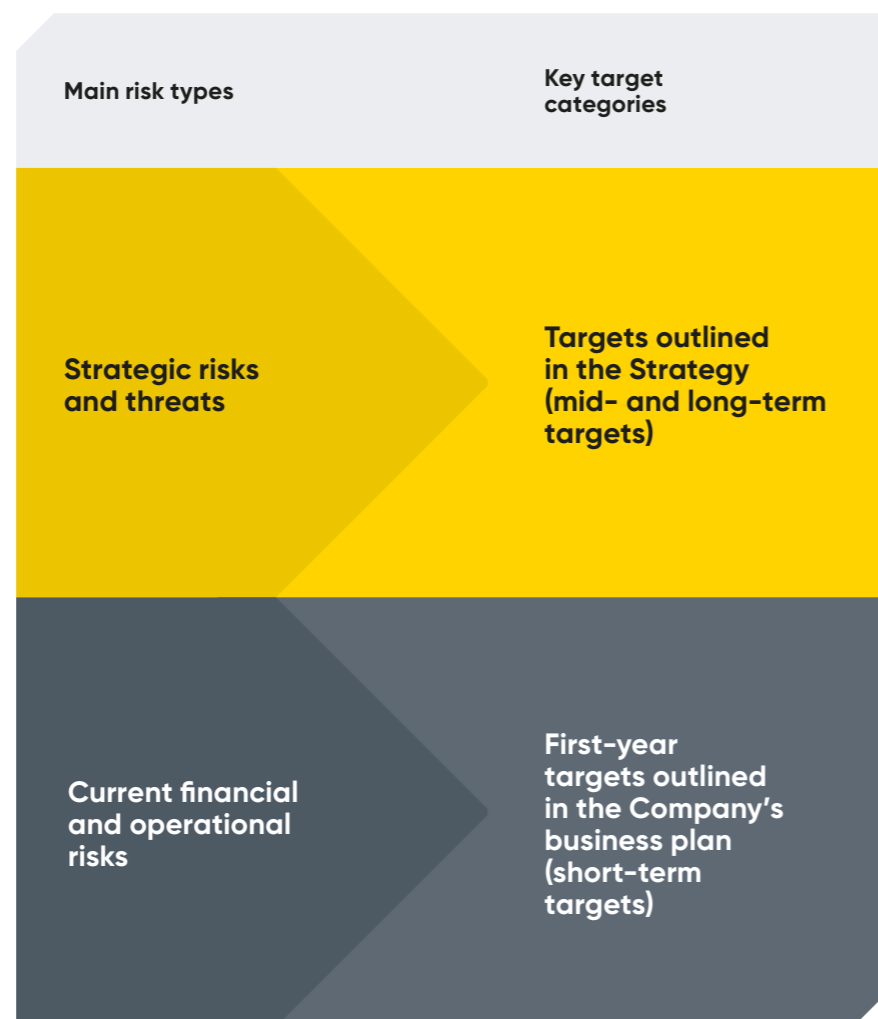 Main risk types
Key target
categories
Strategic risks
and threats
Targets outlined
in the Strategy
(mid- and long-term
targets)
Current financial
and operational
risks
First-year
targets outlined
in the Company’s
business plan
(short-term
targets)